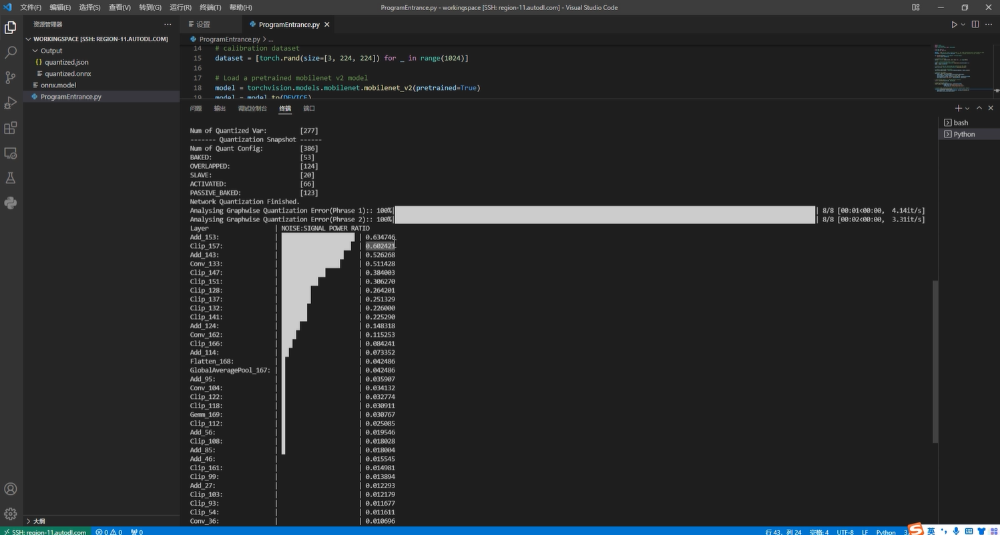 文件(F) 编辑(E) 选择(S) 查看(V) 转到(G) 运行(R) 终端(T) 帮助(H)
ProgramEntrance.py - workingspace [SSH: region-11.autodl.com] - Visual Studio Code
资源管理器
WORKINGSPACE [SSH: REGION-11.AUTODL.COM]
Output
{} quantized.json
quantized.onnx
onnx.model
ProgramEntrance.py
设置
ProgramEntrance.py
ProgramEntrance.py > ...
14 # calibration dataset
15 dataset = [torch.rand(size=[3, 224, 224]) for _ in range(1024)]
16
17 # Load a pretrained mobilenet v2 model
18 model = torchvision.models.mobilenet.mobilenet_v2(pretrained=True)
19 model = model.to(DEVICE)
问题 输出 调试控制台 终端 端口
bash
Python
Num of Quantized Var: [277]
------- Quantization Snapshot ------
Num of Quant Config: [386]
BAKED: [53]
OVERLAPPED: [124]
SLAVE: [20]
ACTIVATED: [66]
PASSIVE_BAKED: [123]
Network Quantization Finished.
Analysing Graphwise Quantization Error(Phrase 1):: 100%| | 8/8 [00:01<00:00, 4.14it/s]
Analysing Graphwise Quantization Error(Phrase 2):: 100%| | 8/8 [00:02<00:00, 3.31it/s]
Layer | NOISE:SIGNAL POWER RATIO
Add_153: | | 0.634746
Clip_157: | | 0.602421
Add_143: | | 0.526268
Conv_133: | | 0.511428
Clip_147: | | 0.384003
Clip_151: | | 0.306270
Clip_128: | | 0.264201
Clip_137: | | 0.251329
Clip_132: | | 0.226000
Clip_141: | | 0.225290
Add_124: | | 0.148318
Conv_162: | | 0.115253
Clip_166: | | 0.084241
Add_114: | | 0.073352
Flatten_168: | | 0.042486
GlobalAveragePool_167: | | 0.042486
Add_95: | | 0.035907
Conv_104: | | 0.034132
Clip_122: | | 0.032774
Clip_118: | | 0.030911
Gemm_169: | | 0.030767
Clip_112: | | 0.025085
Add_56: | | 0.019546
Clip_108: | | 0.018028
Add_85: | | 0.018004
Add_46: | | 0.015545
Clip_161: | | 0.014981
Clip_99: | | 0.013894
Add_27: | | 0.012293
Clip_103: | | 0.012179
Clip_93: | | 0.011677
Clip_54: | | 0.011611
Conv_36: | | 0.010696
大纲
SSH: region-11.autodl.com 0 0 0
行 43，列 24 空格: 4 UTF-8 LF Python
英